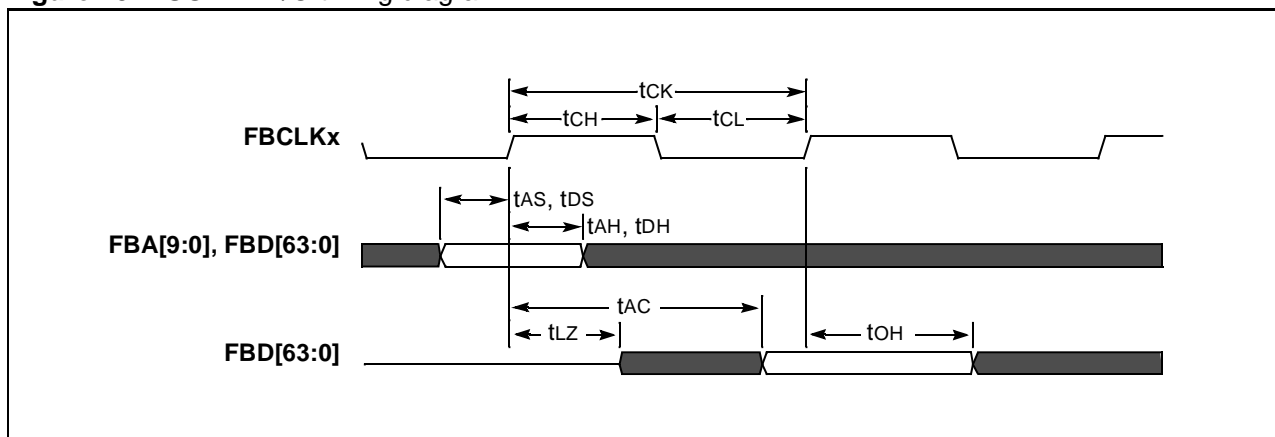 tCK
tCH
tCL
FBCLKx
tAS, tDS
tAH, tDH
FBA[9:0], FBD[63:0]
tAC
tLZ
tOH
FBD[63:0]